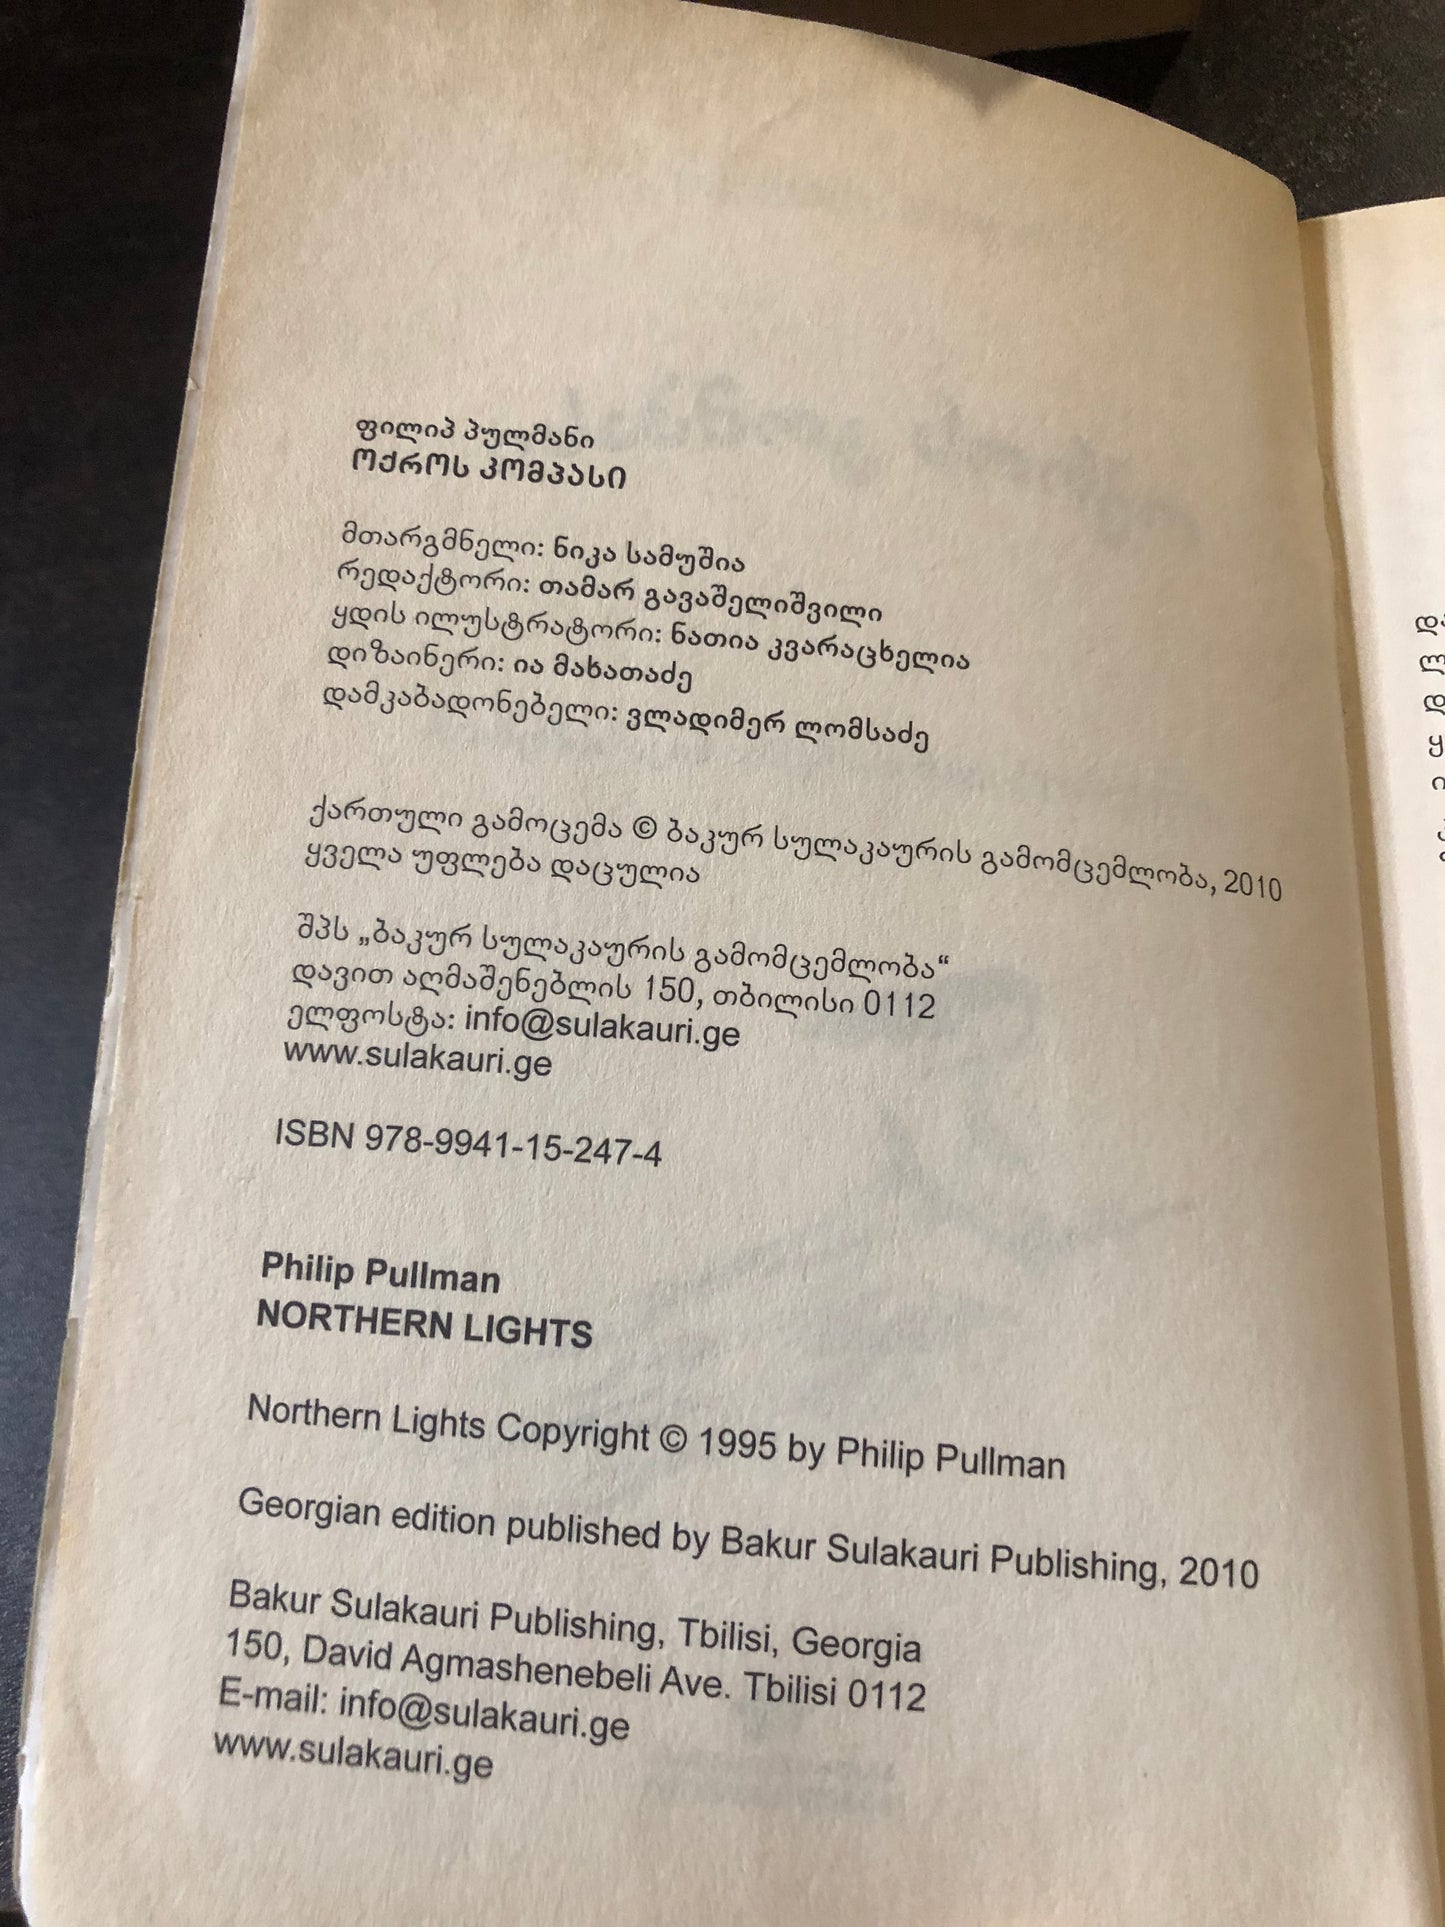 ფილიპ პულმანი
ოქროს კომპასი
მთარგმნელი: ნიკა სამუშია
რედაქტორი: თამარ გავაშელიშვილი
ყდის ილუსტრატორი: ნათია კვარაცხელია
დიზაინერი: ია მახათაძე
დამკაბადონებელი: ვლადიმერ ლომსაძე
ქართული გამოცემა © ბაკურ სულაკაურის გამომცემლობა, 2010
ყველა უფლება დაცულია
შპს „ბაკურ სულაკაურის გამომცემლობა“
დავით აღმაშენებლის 150, თბილისი 0112
ელფოსტა: info@sulakauri.ge
www.sulakauri.ge
ISBN 978-9941-15-247-4
Philip Pullman
NORTHERN LIGHTS
Northern Lights Copyright © 1995 by Philip Pullman
Georgian edition published by Bakur Sulakauri Publishing, 2010
Bakur Sulakauri Publishing, Tbilisi, Georgia
150, David Agmashenebeli Ave. Tbilisi 0112
E-mail: info@sulakauri.ge
www.sulakauri.ge